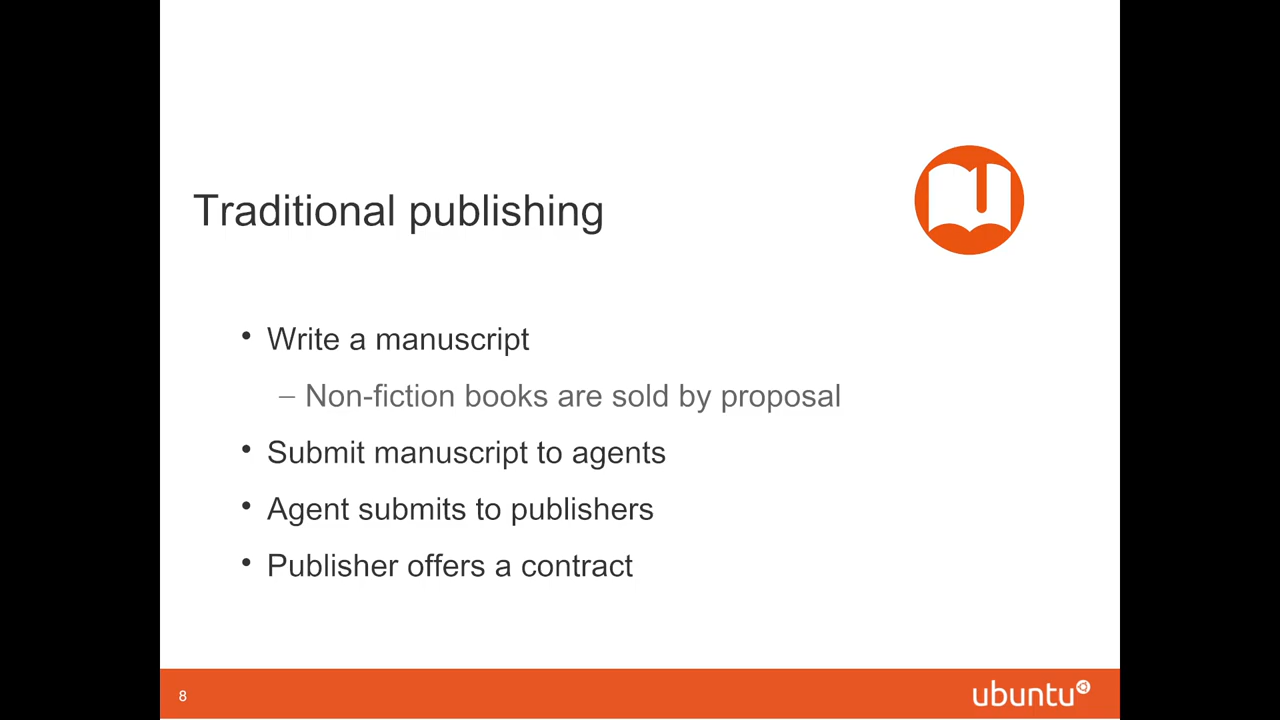 Traditional publishing
• Write a manuscript
– Non-fiction books are sold by proposal
• Submit manuscript to agents
• Agent submits to publishers
• Publisher offers a contract
8
ubuntu